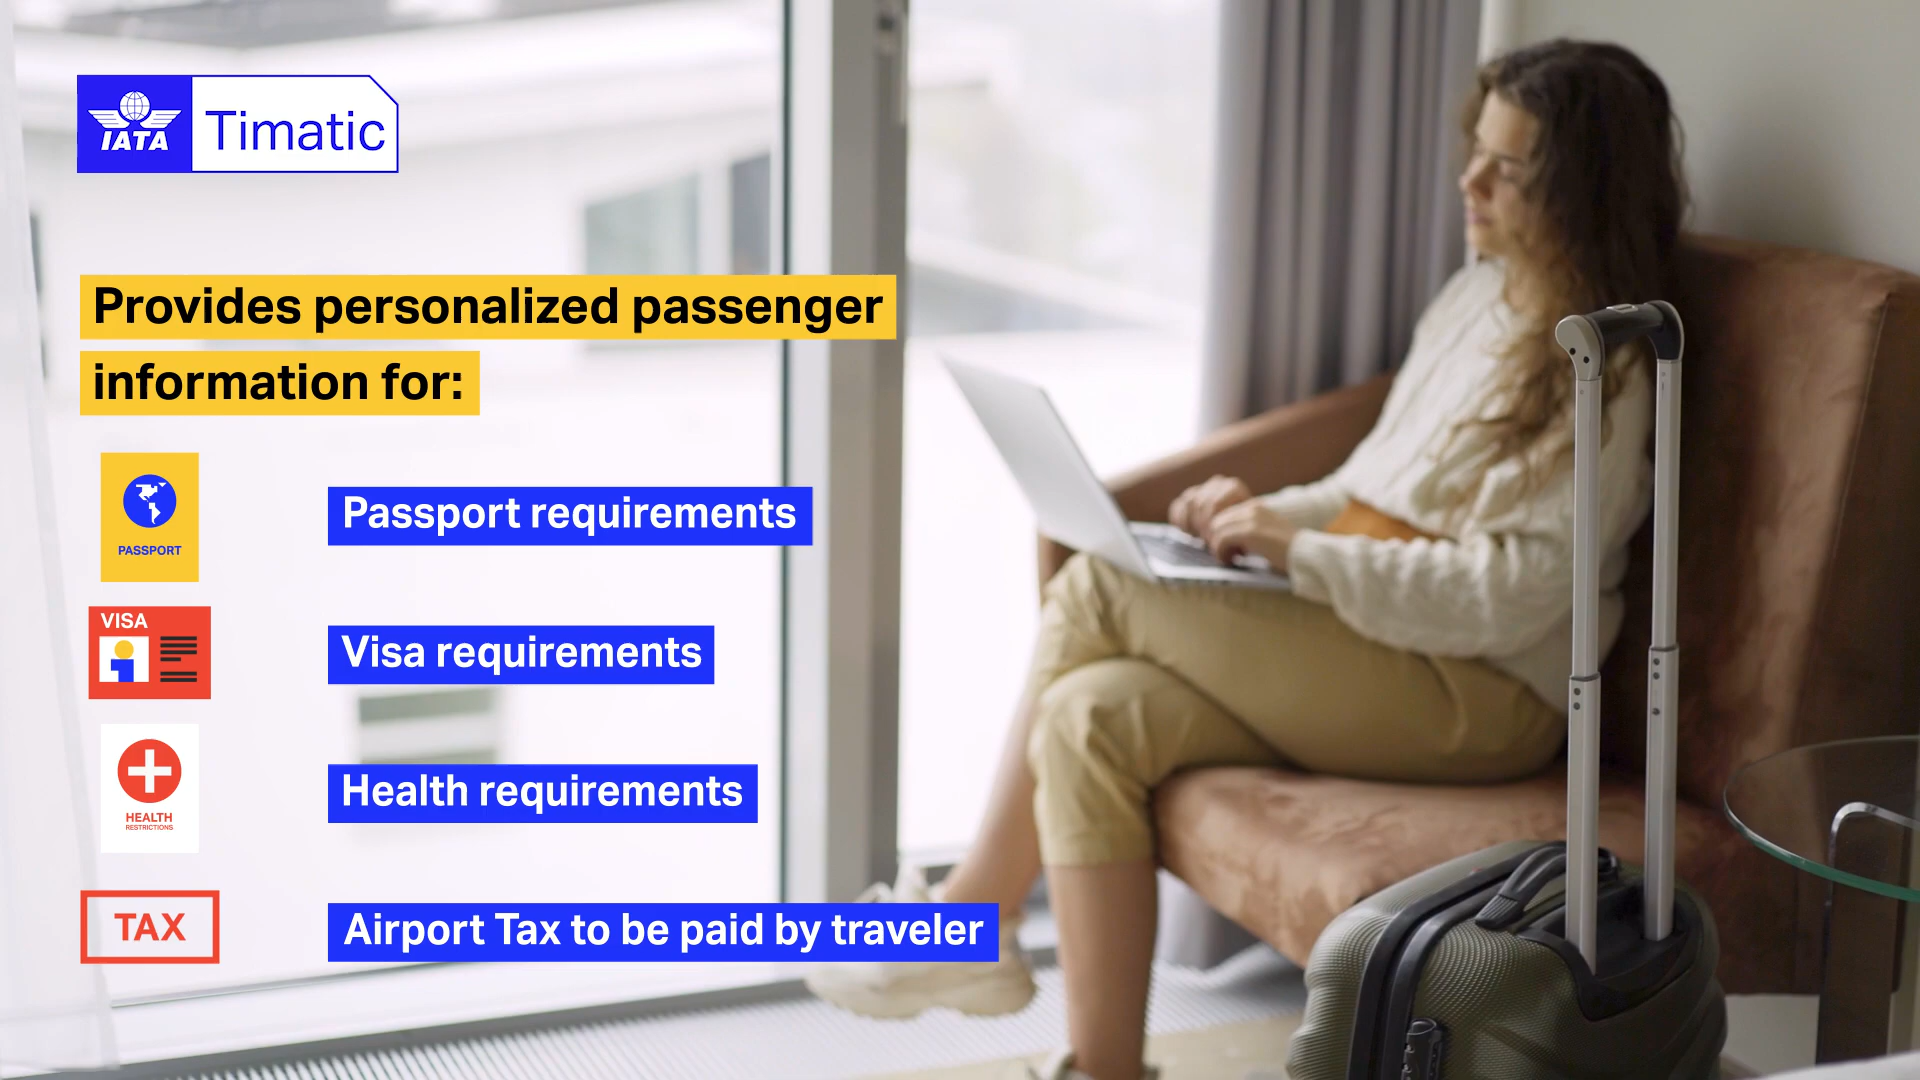 IATA Timatic
Provides personalized passenger
information for:
PASSPORT
Passport requirements
VISA
Visa requirements
HEALTH
RESTRICTIONS
Health requirements
TAX
Airport Tax to be paid by traveler